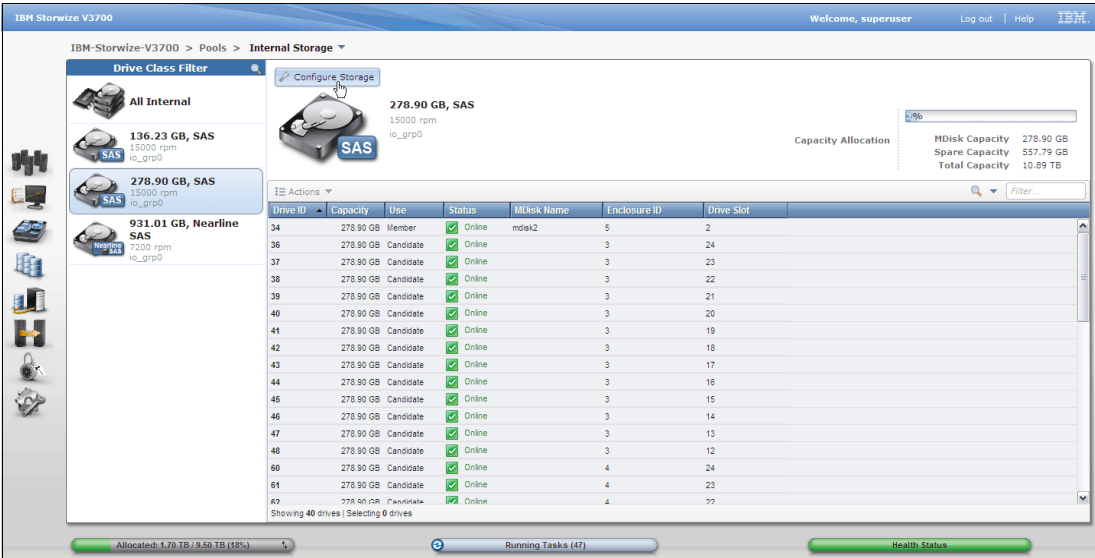 IBM Storwize V3700
Welcome, superuser
Log out | Help
IBM.
IBM-Storwize-V3700 > Pools > Internal Storage
Drive Class Filter
All Internal
SAS
136.23 GB, SAS
15000 rpm
io_grp0
SAS
278.90 GB, SAS
15000 rpm
io_grp0
Nearline
SAS
931.01 GB, Nearline
SAS
7200 rpm
io_grp0
Configure Storage
SAS
278.90 GB, SAS
15000 rpm
io_grp0
Capacity Allocation
MDisk Capacity 278.90 GB
Spare Capacity 557.79 GB
Total Capacity 10.89 TB
Actions
Filter...
Drive ID Capacity Use Status MDisk Name Enclosure ID Drive Slot
34 278.90 GB Member Online mdisk2 5 2
36 278.90 GB Candidate Online 3 24
37 278.90 GB Candidate Online 3 23
38 278.90 GB Candidate Online 3 22
39 278.90 GB Candidate Online 3 21
40 278.90 GB Candidate Online 3 20
41 278.90 GB Candidate Online 3 19
42 278.90 GB Candidate Online 3 18
43 278.90 GB Candidate Online 3 17
44 278.90 GB Candidate Online 3 16
45 278.90 GB Candidate Online 3 15
46 278.90 GB Candidate Online 3 14
47 278.90 GB Candidate Online 3 13
48 278.90 GB Candidate Online 3 12
60 278.90 GB Candidate Online 4 24
61 278.90 GB Candidate Online 4 23
62 278.90 GB Candidate Online 4 22
Showing 40 drives | Selecting 0 drives
Allocated: 1.70 TB / 9.50 TB (18%)
Running Tasks (47)
Health Status